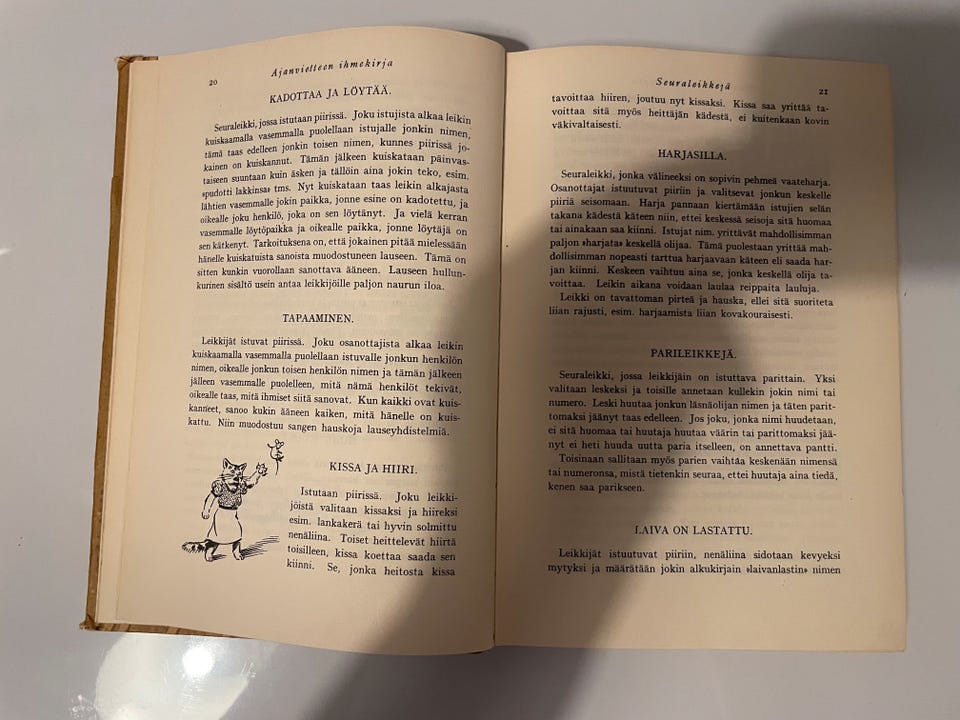 20
Ajanvietteen ihmekirja
KADOTTAA JA LÖYTÄÄ.
Seuraleikki, jossa istutaan piirissä. Joku istujista alkaa leikin
kuiskaamalla vasemmalla puolellaan istujalle jonkin nimen,
tämä taas edelleen jonkin toisen nimen, kunnes piirissä jo-
kainen on kuiskannut. Tämän jälkeen kuiskataan päinvas-
taiseen suuntaan kuin äsken ja tällöin aina jokin teko, esim.
»pudotti lakkinsa» tms. Nyt kuiskataan taas leikin alkajasta
lähtien vasemmalle jokin paikka, jonne esine on kadotettu, ja
oikealle joku henkilö, joka on sen löytänyt. Ja vielä kerran
vasemmalle löytöpaikka ja oikealle paikka, jonne löytäjä on
sen kätkenyt. Tarkoituksena on, että jokainen pitää mielessään
hänelle kuiskatuista sanoista muodostuneen lauseen. Tämä on
sitten kunkin vuorollaan sanottava ääneen. Lauseen hullun-
kurinen sisältö usein antaa leikkijöille paljon naurun iloa.
TAPAAMINEN.
Leikkijät istuvat piirissä. Joku osanottajista alkaa leikin
kuiskaamalla vasemmalla puolellaan istuvalle jonkun henkilön
nimen, oikealle jonkun toisen henkilön nimen ja tämän jälkeen
jälleen vasemmalle puolelleen, mitä nämä henkilöt tekivät,
oikealle taas, mitä ihmiset siitä sanovat. Kun kaikki ovat kuis-
kanneet, sanoo kukin ääneen kaiken, mitä hänelle on kuis-
kattu. Niin muodostuu sangen hauskoja lauseyhdistelmiä.
KISSA JA HIIRI.
Istutaan piirissä. Joku leikki-
jöistä valitaan kissaksi ja hiireksi
esim. lankakerä tai hyvin solmittu
nenäliina. Toiset heittelevät hiirtä
toisilleen, kissa koettaa saada sen
kiinni. Se, jonka heitosta kissa
Seuraleikkejä
21
tavoittaa hiiren, joutuu nyt kissaksi. Kissa saa yrittää ta-
voittaa sitä myös heittäjän kädestä, ei kuitenkaan kovin
väkivaltaisesti.
HARJASILLA.
Seuraleikki, jonka välineeksi on sopivin pehmeä vaateharja.
Osanottajat istuutuvat piiriin ja valitsevat jonkun keskelle
piiriä seisomaan. Harja pannaan kiertämään istujien selän
takana kädestä käteen niin, ettei keskessä seisoja sitä huomaa
tai ainakaan saa kiinni. Istujat nim. yrittävät mahdollisimman
paljon »harjata» keskellä olijaa. Tämä puolestaan yrittää mah-
dollisimman nopeasti tarttua harjaavaan käteen eli saada har-
jan kiinni. Keskeen vaihtuu aina se, jonka keskellä olija ta-
voittaa. Leikin aikana voidaan laulaa reippaita lauluja.
Leikki on tavattoman pirteä ja hauska, ellei sitä suoriteta
liian rajusti, esim. harjaamista liian kovakouraisesti.
PARILEIKKEJÄ.
Seuraleikki, jossa leikkijäin on istuttava parittain. Yksi
valitaan leskeksi ja toisille annetaan kullekin jokin nimi tai
numero. Leski huutaa jonkun läsnäolijan nimen ja täten parit-
tomaksi jäänyt taas edelleen. Jos joku, jonka nimi huudetaan,
ei sitä huomaa tai huutaja huutaa väärin tai parittomaksi jää-
nyt ei heti huuda uutta paria itselleen, on annettava pantti.
Toisinaan sallitaan myös parien vaihtaa keskenään nimensä
tai numeronsa, mistä tietenkin seuraa, ettei huutaja aina tiedä,
kenen saa parikseen.
LAIVA ON LASTATTU.
Leikkijät istuutuvat piiriin, nenäliina sidotaan kevyeksi
mytyksi ja määrätään jokin alkukirjain »laivanlastin» nimen